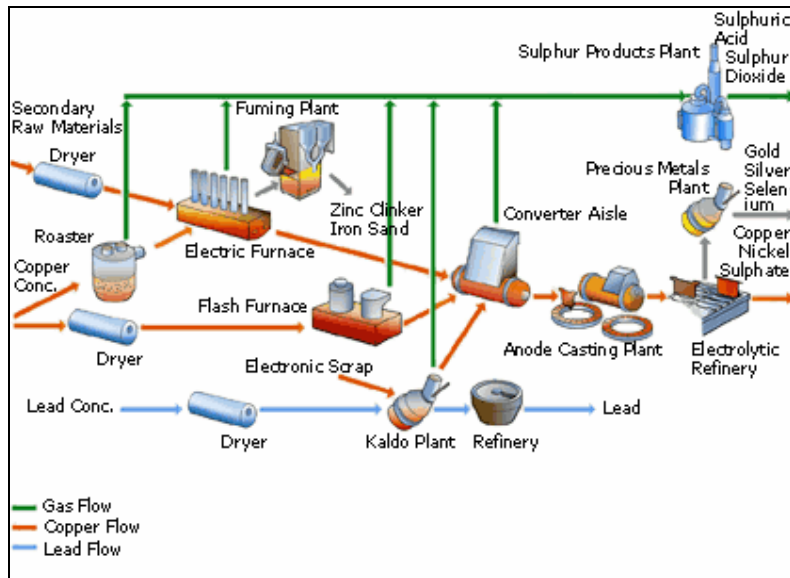 Sulphuric
Acid
Sulphur Products Plant
Sulphur
Dioxide
Fuming Plant
Secondary
Raw Materials
Dryer
Gold
Silver
Selen
ium
Precious Metals
Plant
Zinc Clinker
Iron Sand
Converter Aisle
Roaster
Electric Furnace
Copper
Nickel
Sulphate
Copper
Conc.
Flash Furnace
Dryer
Anode Casting Plant
Electrolytic
Refinery
Electronic Scrap
Lead Conc.
Lead
Dryer
Kaldo Plant
Refinery
Gas Flow
Copper Flow
Lead Flow